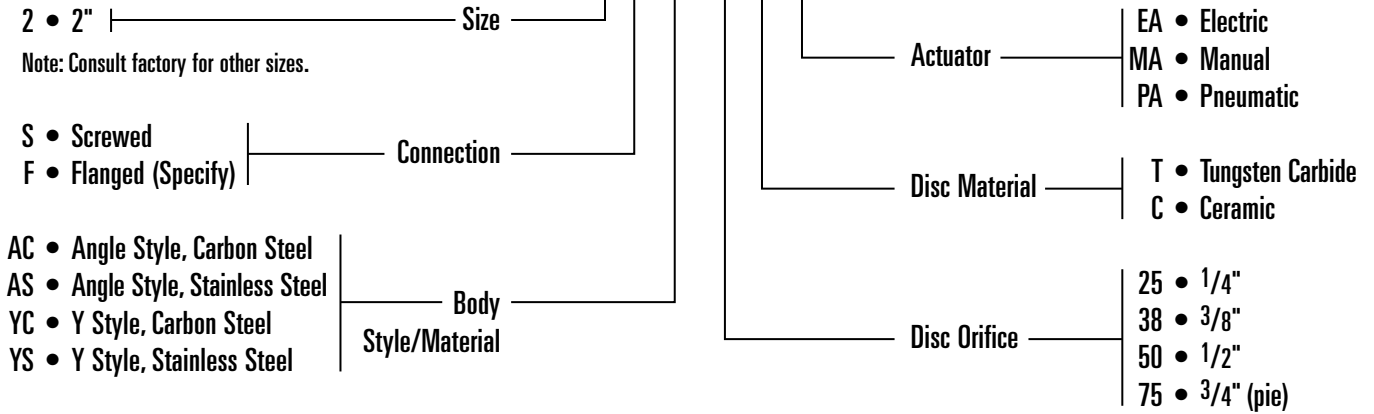 2 • 2"
Size
Note: Consult factory for other sizes.
S • Screwed
F • Flanged (Specify)
Connection
AC • Angle Style, Carbon Steel
AS • Angle Style, Stainless Steel
YC • Y Style, Carbon Steel
YS • Y Style, Stainless Steel
Body
Style/Material
Actuator
EA • Electric
MA • Manual
PA • Pneumatic
Disc Material
T • Tungsten Carbide
C • Ceramic
Disc Orifice
25 • 1/4"
38 • 3/8"
50 • 1/2"
75 • 3/4" (pie)